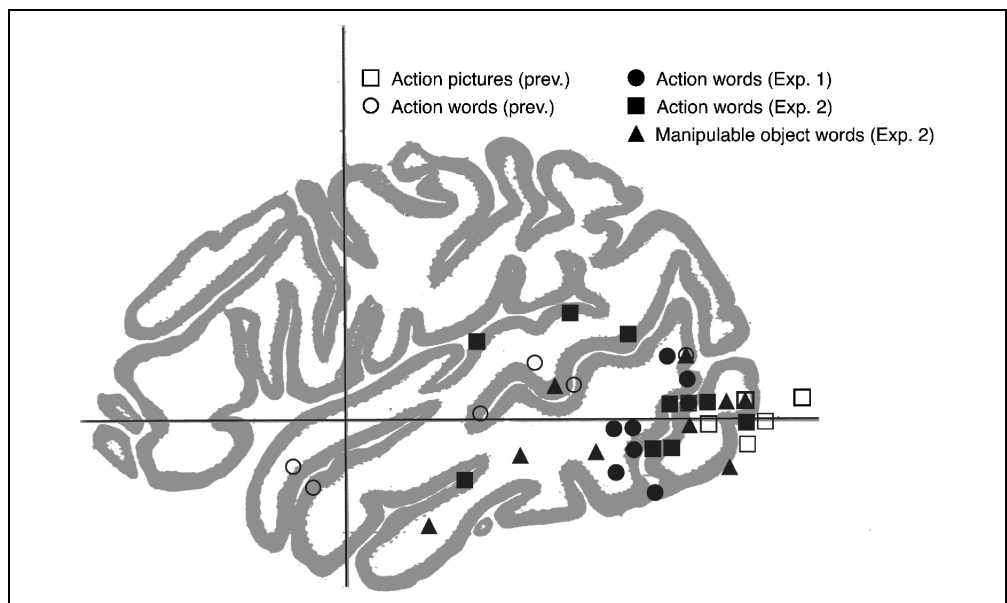 Action pictures (prev.)
Action words (prev.)
Action words (Exp. 1)
Action words (Exp. 2)
Manipulable object words (Exp. 2)